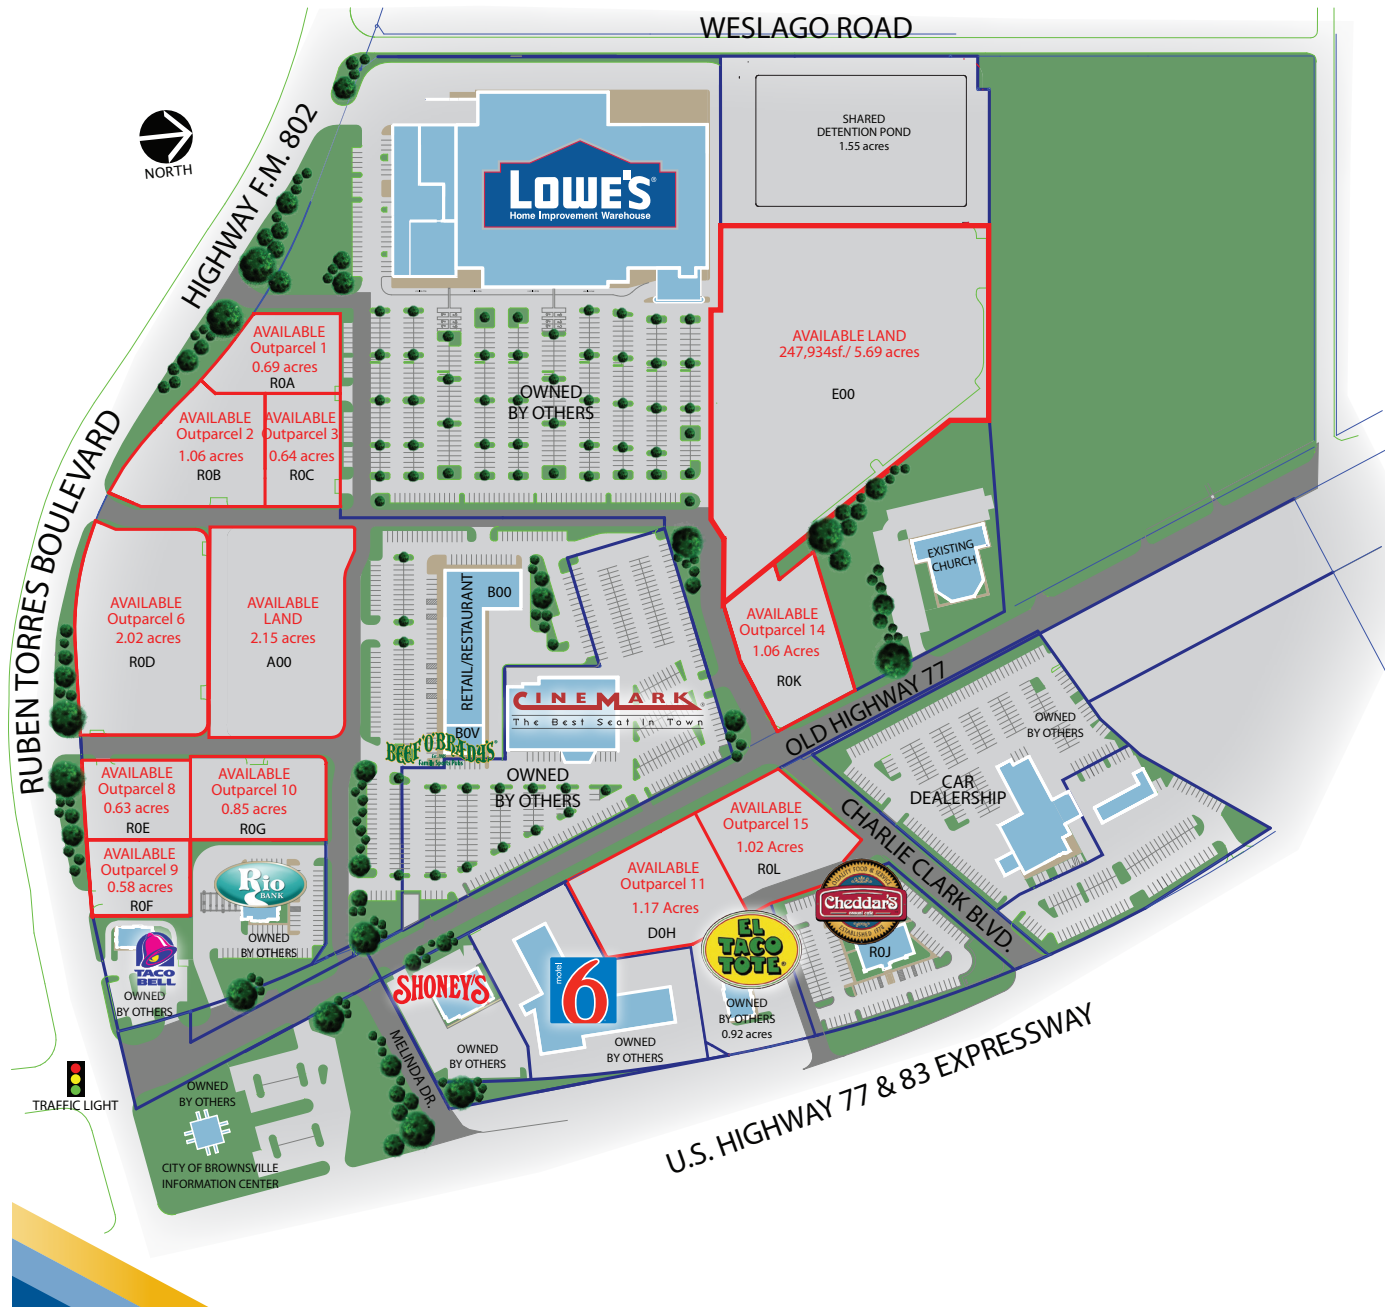 WESLAGO ROAD
HIGHWAY F.M. 802
NORTH
SHARED
DETENTION POND
1.55 acres
LOWE'S
Home Improvement Warehouse
AVAILABLE
Outparcel 1
0.69 acres
R0A
AVAILABLE LAND
247,934sf./ 5.69 acres
E00
OWNED
BY OTHERS
AVAILABLE
Outparcel 2
1.06 acres
R0B
AVAILABLE
Outparcel 3
0.64 acres
R0C
RUBEN TORRES BOULEVARD
EXISTING
CHURCH
AVAILABLE
Outparcel 6
2.02 acres
R0D
AVAILABLE
LAND
2.15 acres
A00
RETAIL/RESTAURANT
B00
B0V
AVAILABLE
Outparcel 14
1.06 Acres
R0K
CINEMARK
The Best Seat In Town
BEEF 'O' BRADY'S
OWNED
BY OTHERS
OLD HIGHWAY 77
OWNED
BY OTHERS
CAR
DEALERSHIP
AVAILABLE
Outparcel 8
0.63 acres
R0E
AVAILABLE
Outparcel 10
0.85 acres
R0G
AVAILABLE
Outparcel 9
0.58 acres
R0F
Rio
BANK
OWNED
BY OTHERS
AVAILABLE
Outparcel 15
1.02 Acres
R0L
CHARLIE CLARK BLVD.
AVAILABLE
Outparcel 11
1.17 Acres
D0H
QUALITY FOOD & SERVICE
Cheddar's
casual cafe
ESTABLISHED 1978
R0J
EL
TACO
TOTE
®
OWNED
BY OTHERS
0.92 acres
TACO
BELL
OWNED
BY OTHERS
SHONEY'S
OWNED
BY OTHERS
motel
6
OWNED
BY OTHERS
MELINDA DR.
U.S. HIGHWAY 77 & 83 EXPRESSWAY
TRAFFIC LIGHT
OWNED
BY OTHERS
CITY OF BROWNSVILLE
INFORMATION CENTER